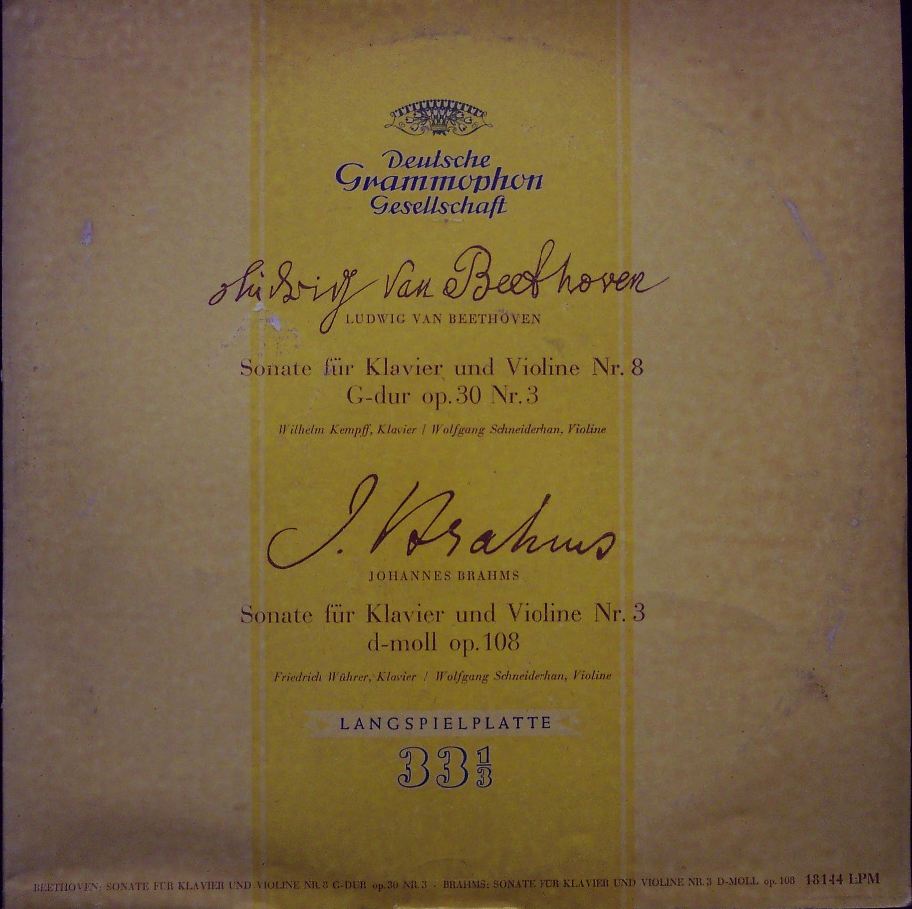 Deutsche
Grammophon
Gesellschaft
Ludwig van Beethoven
LUDWIG VAN BEETHOVEN
Sonate für Klavier und Violine Nr. 8
G-dur op. 30 Nr. 3
Wilhelm Kempff, Klavier / Wolfgang Schneiderhan, Violine
J. Brahms
JOHANNES BRAHMS
Sonate für Klavier und Violine Nr. 3
d-moll op. 108
Friedrich Wührer, Klavier / Wolfgang Schneiderhan, Violine
LANGSPIELPLATTE
33 1/3
BEETHOVEN: SONATE FÜR KLAVIER UND VIOLINE NR. 8 G-DUR op. 30 NR. 3 · BRAHMS: SONATE FÜR KLAVIER UND VIOLINE NR. 3 D-MOLL op. 108 18144 LPM